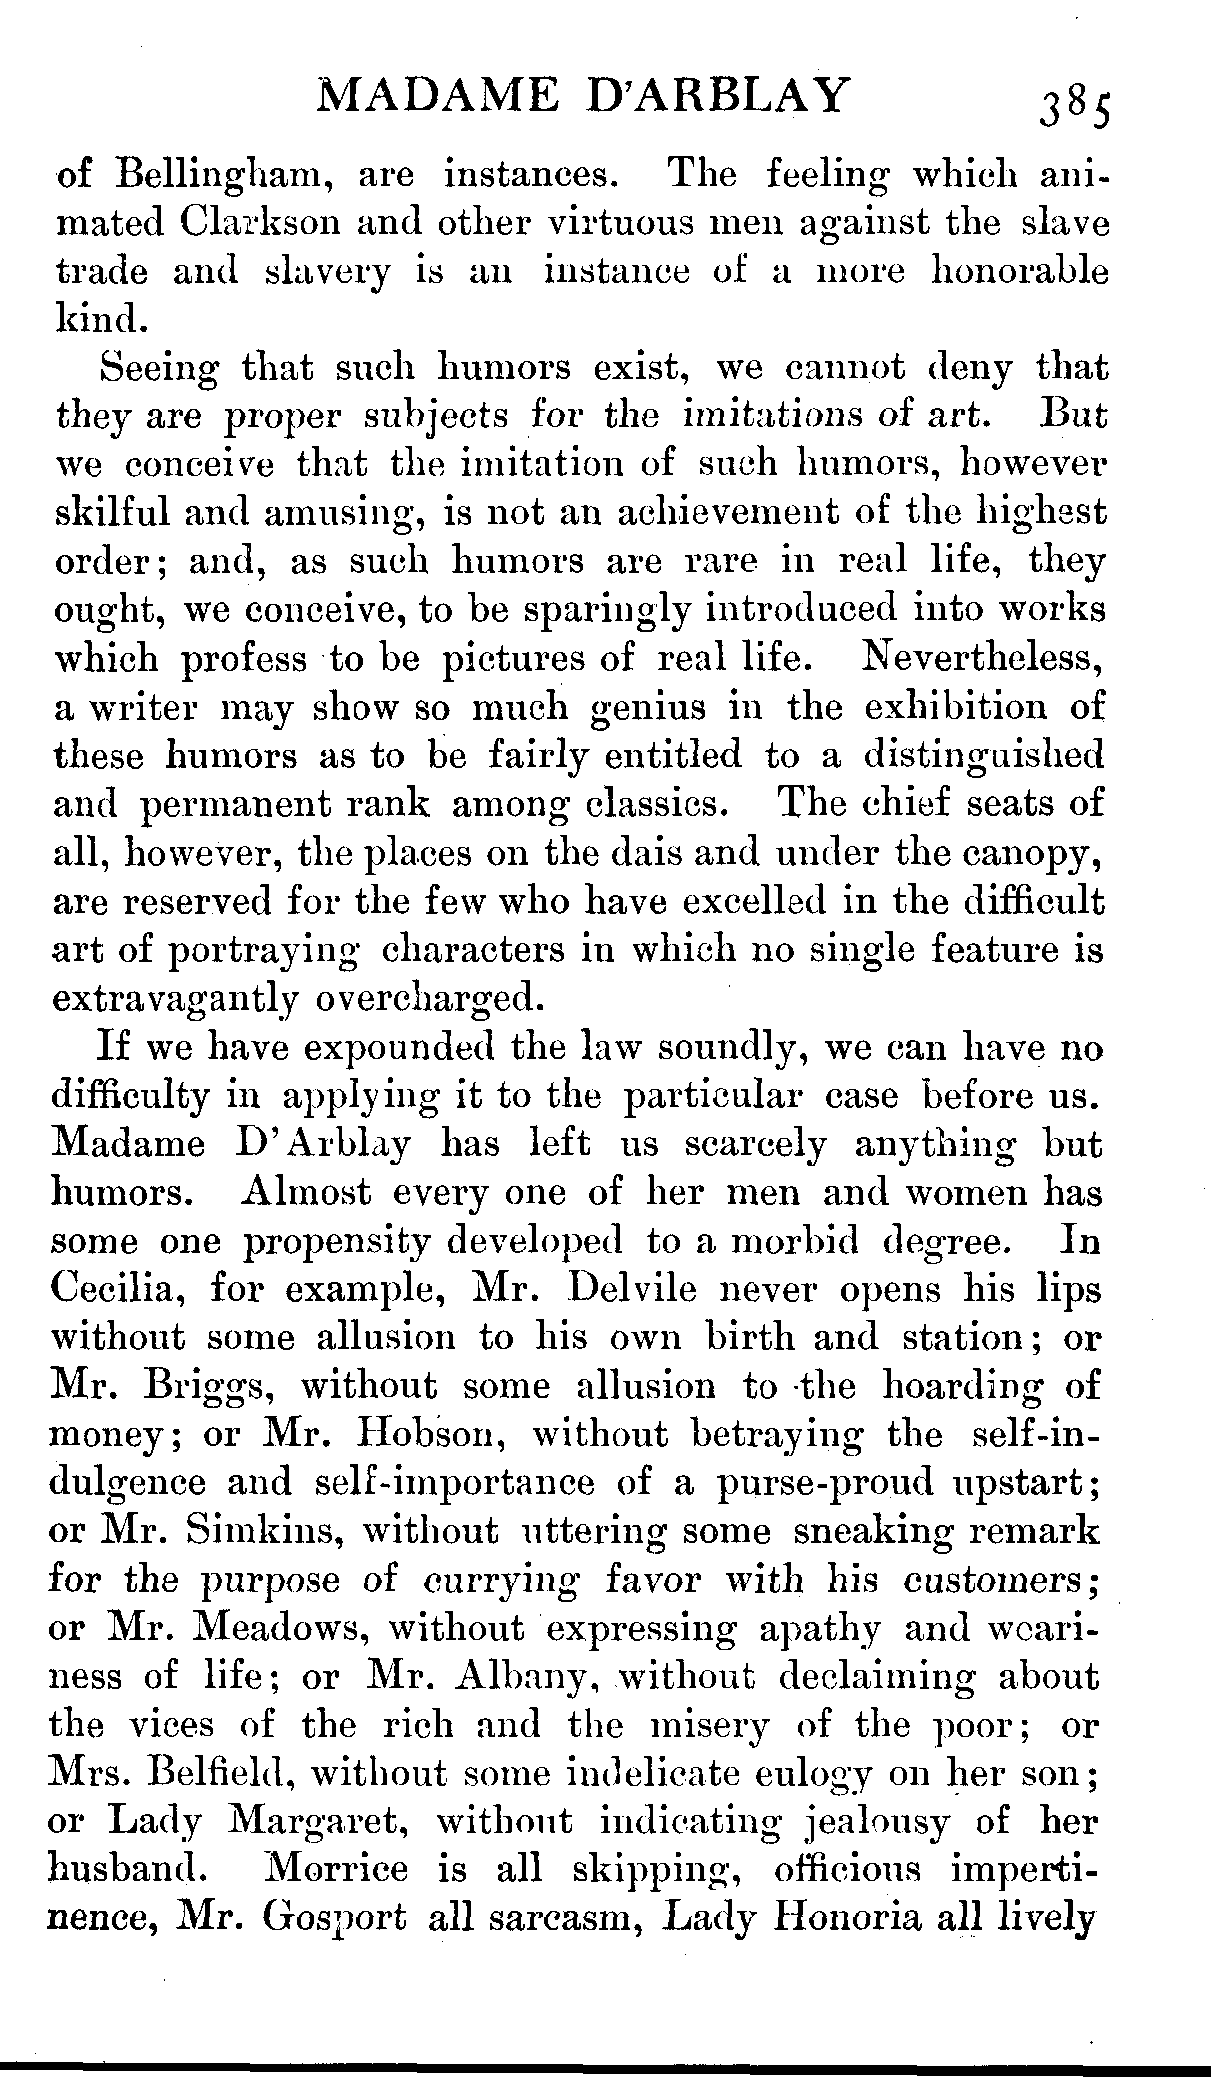 MADAME D'ARBLAY 385
of Bellingham, are instances. The feeling which ani-
mated Clarkson and other virtuous men against the slave
trade and slavery is an instance of a more honorable
kind.
Seeing that such humors exist, we cannot deny that
they are proper subjects for the imitations of art. But
we conceive that the imitation of such humors, however
skilful and amusing, is not an achievement of the highest
order; and, as such humors are rare in real life, they
ought, we conceive, to be sparingly introduced into works
which profess to be pictures of real life. Nevertheless,
a writer may show so much genius in the exhibition of
these humors as to be fairly entitled to a distinguished
and permanent rank among classics. The chief seats of
all, however, the places on the dais and under the canopy,
are reserved for the few who have excelled in the difficult
art of portraying characters in which no single feature is
extravagantly overcharged.
If we have expounded the law soundly, we can have no
difficulty in applying it to the particular case before us.
Madame D'Arblay has left us scarcely anything but
humors. Almost every one of her men and women has
some one propensity developed to a morbid degree. In
Cecilia, for example, Mr. Delvile never opens his lips
without some allusion to his own birth and station; or
Mr. Briggs, without some allusion to the hoarding of
money; or Mr. Hobson, without betraying the self-in-
dulgence and self-importance of a purse-proud upstart;
or Mr. Simkins, without uttering some sneaking remark
for the purpose of currying favor with his customers;
or Mr. Meadows, without expressing apathy and weari-
ness of life; or Mr. Albany, without declaiming about
the vices of the rich and the misery of the poor; or
Mrs. Belfield, without some indelicate eulogy on her son;
or Lady Margaret, without indicating jealousy of her
husband. Morrice is all skipping, officious imperti-
nence, Mr. Gosport all sarcasm, Lady Honoria all lively